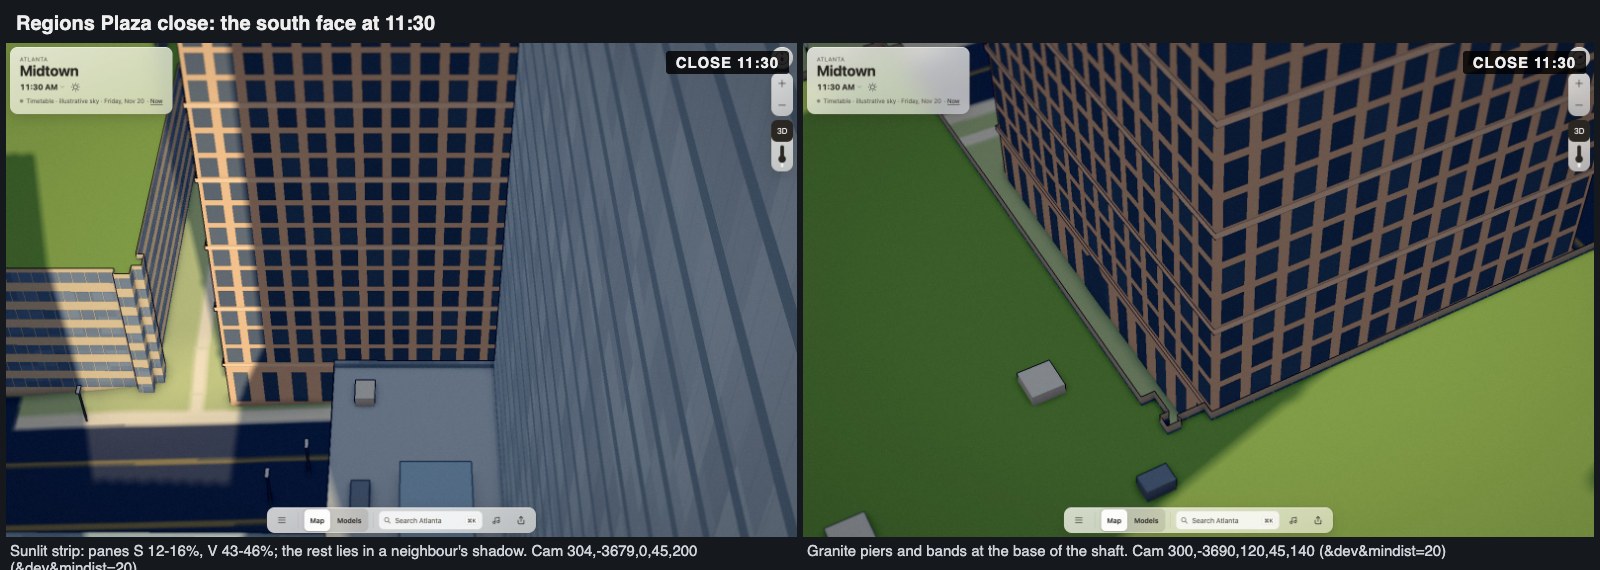 Regions Plaza close: the south face at 11:30
ATLANTA
Midtown
11:30 AM
Timetable · Illustrative sky · Friday, Nov 20 · Now
CLOSE 11:30
3D
Map
Models
Search Atlanta
⌘K
Sunlit strip: panes S 12-16%, V 43-46%; the rest lies in a neighbour's shadow. Cam 304,-3679,0,45,200
(&dev&mindist=20)
ATLANTA
Midtown
11:30 AM
Timetable · Illustrative sky · Friday, Nov 20 · Now
CLOSE 11:30
3D
Map
Models
Search Atlanta
⌘K
Granite piers and bands at the base of the shaft. Cam 300,-3690,120,45,140 (&dev&mindist=20)